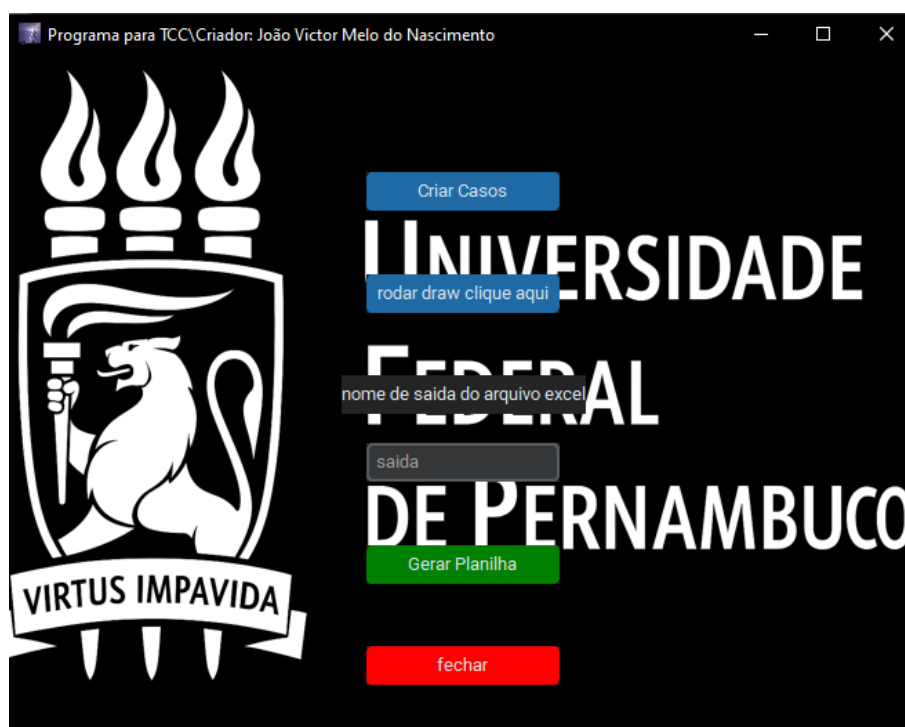 Programa para TCC\Criador: João Victor Melo do Nascimento
Criar Casos
UNIVERSIDADE
rodar draw clique aqui
FEDERAL
nome de saida do arquivo excel
saida
DE PERNAMBUCO
Gerar Planilha
VIRTUS IMPAVIDA
fechar